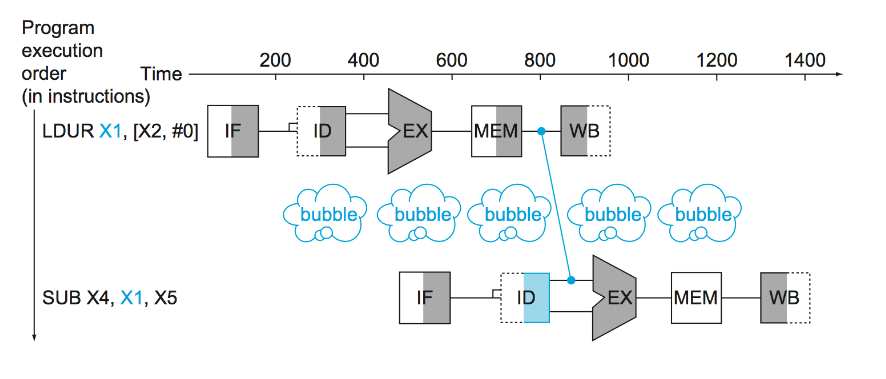 Program
execution
order
(in instructions)
Time
200 400 600 800 1000 1200 1400
LDUR X1, [X2, #0]
IF ID EX MEM WB
bubble bubble bubble bubble bubble
SUB X4, X1, X5
IF ID EX MEM WB